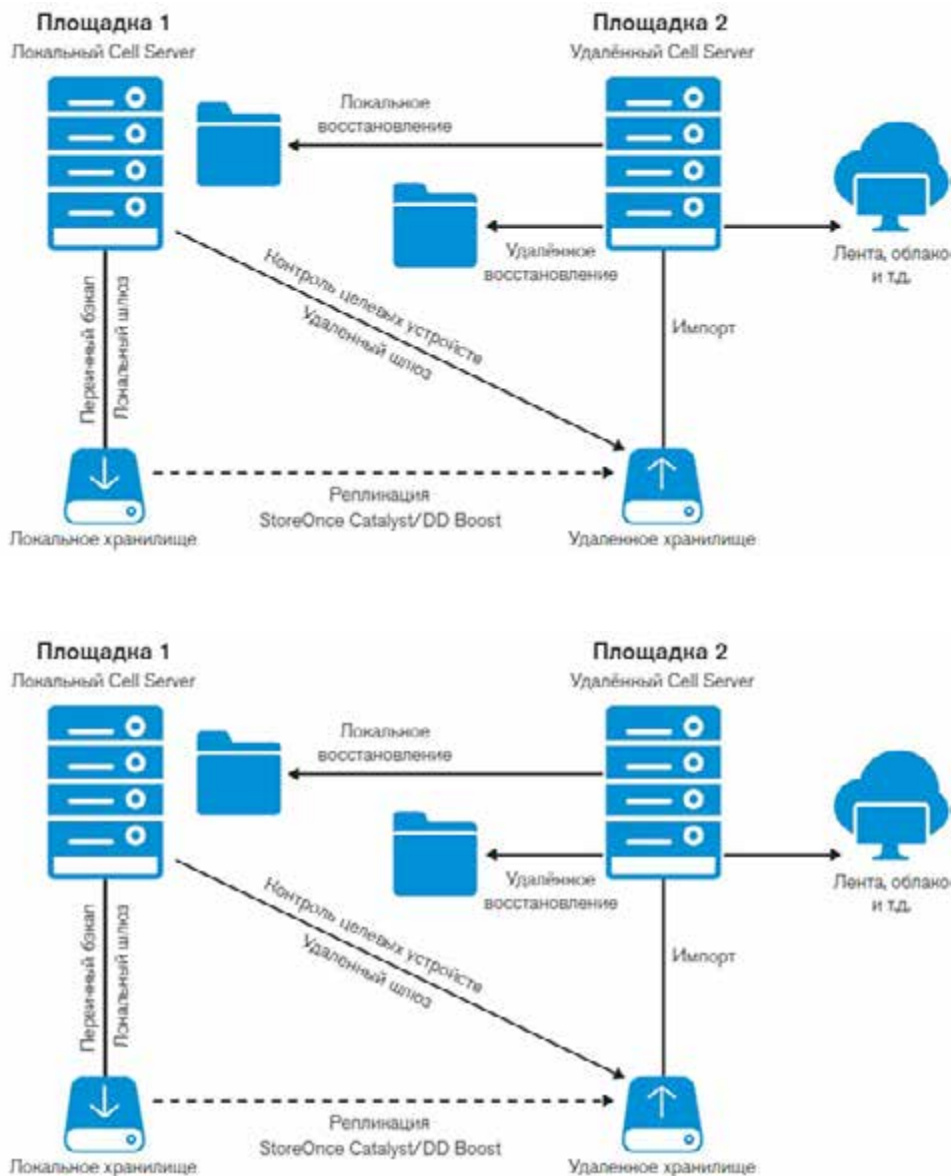 Площадка 1
Локальный Cell Server
Площадка 2
Удалённый Cell Server
Локальное
восстановление
Удалённое
восстановление
Лента, облако
и т.д.
Контроль целевых устройств
Удаленный шлюз
Первичный бэкап
Локальный шлюз
Импорт
Репликация
StoreOnce Catalyst/DD Boost
Локальное хранилище
Удаленное хранилище
Площадка 1
Локальный Cell Server
Площадка 2
Удалённый Cell Server
Локальное
восстановление
Удалённое
восстановление
Лента, облако
и т.д.
Контроль целевых устройств
Удаленный шлюз
Первичный бэкап
Локальный шлюз
Импорт
Репликация
StoreOnce Catalyst/DD Boost
Локальное хранилище
Удаленное хранилище